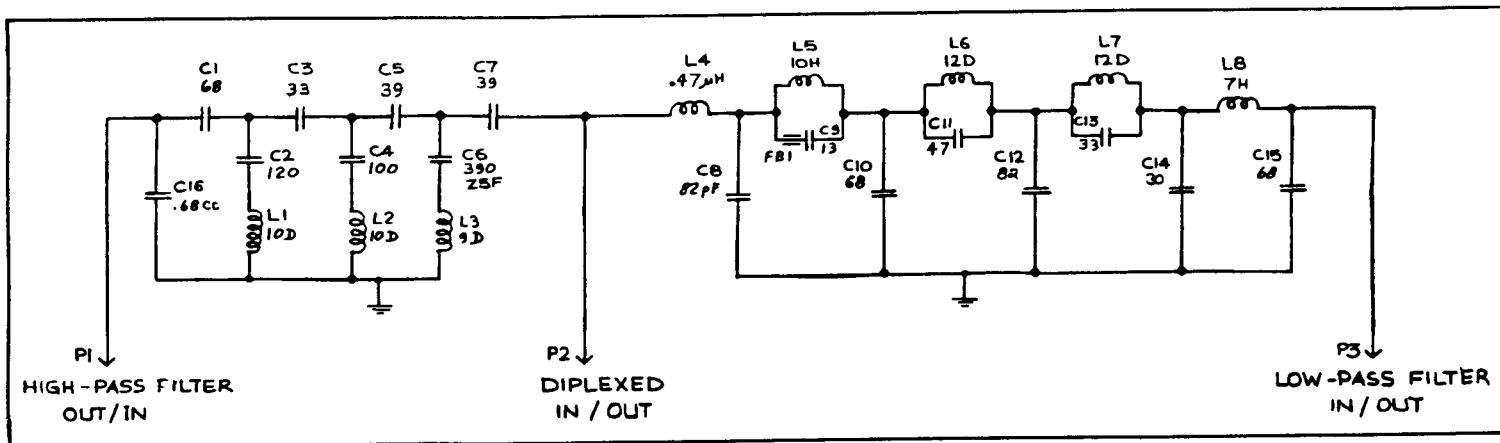 C1
68
C3
33
C5
39
C7
39
C2
120
C4
100
C6
390
Z5F
C16
.68cc
L1
10D
L2
10D
L3
9D
L4
.47µH
L5
10H
L6
12D
L7
12D
L8
7H
FB1
C9
13
C11
47
C13
33
C8
82pF
C10
68
C12
82
C14
30
C15
68
P1
HIGH-PASS FILTER
OUT/IN
P2
DIPLEXED
IN / OUT
P3
LOW-PASS FILTER
IN / OUT